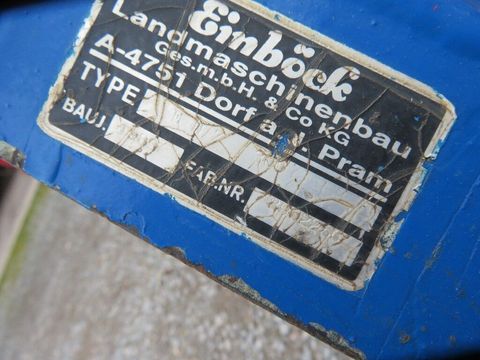 Einböck
Landmaschinenbau
Ges.m.b.H. & Co KG
A-4751 Dorf a. d. Pram
TYPE
BAUJ. FAB.NR.